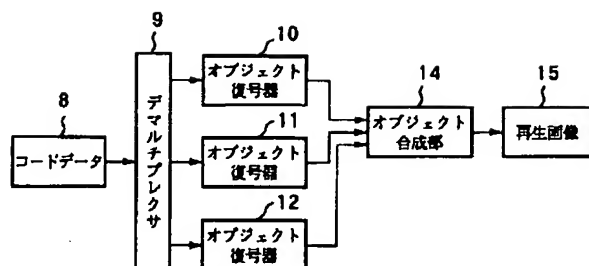 9
10
オブジェクト
復号器
8
コードデータ
デマルチプレクサ
11
オブジェクト
復号器
14
オブジェクト
合成部
15
再生画像
12
オブジェクト
復号器